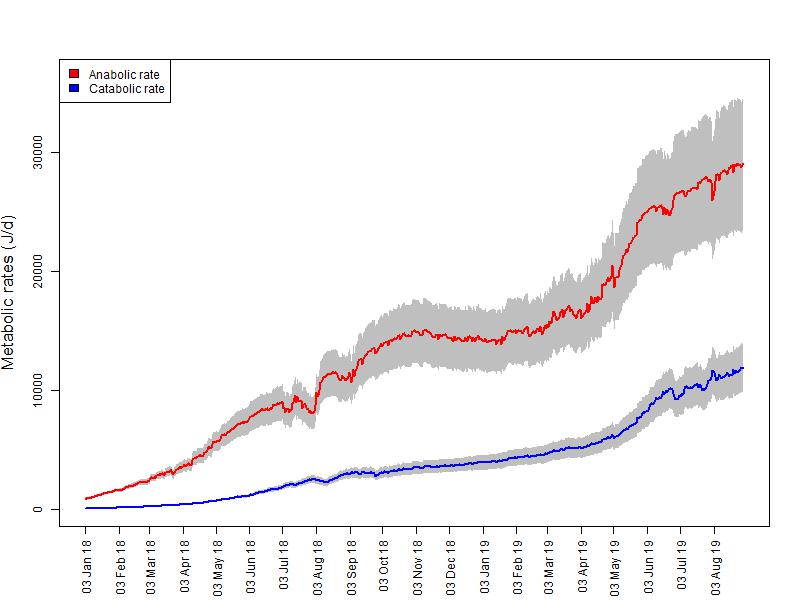 Anabolic rate
Catabolic rate
Metabolic rates (J/d)
30000
20000
10000
0
03 Jan 18
03 Feb 18
03 Mar 18
03 Apr 18
03 May 18
03 Jun 18
03 Jul 18
03 Aug 18
03 Sep 18
03 Oct 18
03 Nov 18
03 Dec 18
03 Jan 19
03 Feb 19
03 Mar 19
03 Apr 19
03 May 19
03 Jun 19
03 Jul 19
03 Aug 19